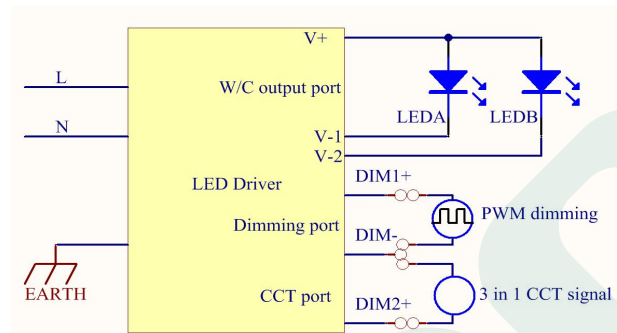 V+
L
W/C output port
LEDA
LEDB
N
V-1
V-2
LED Driver
DIM1+
Dimming port
PWM dimming
DIM-
EARTH
CCT port
3 in 1 CCT signal
DIM2+